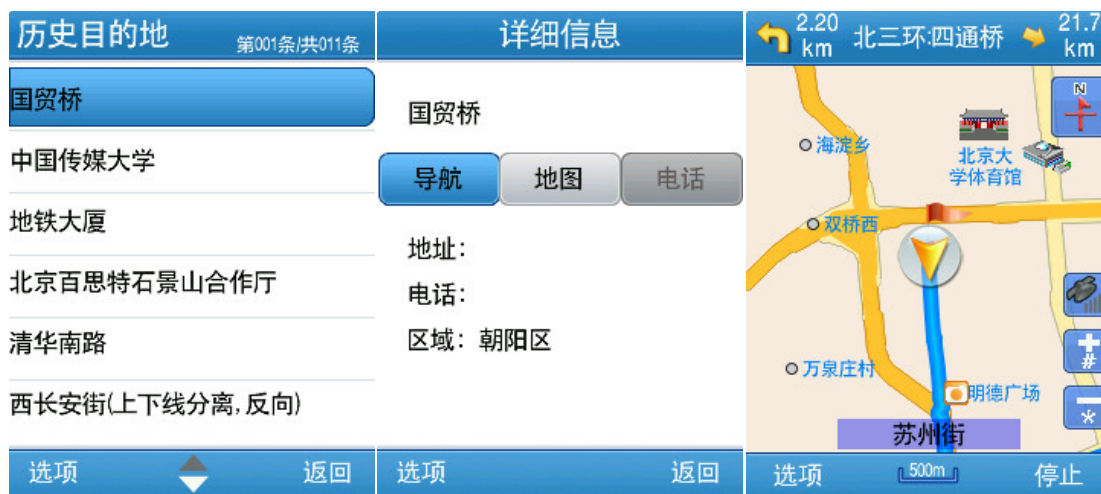 历史目的地
第001条/共011条
国贸桥
中国传媒大学
地铁大厦
北京百思特石景山合作厅
清华南路
西长安街(上下线分离,反向)
选项
返回
详细信息
国贸桥
导航
地图
电话
地址:
电话:
区域: 朝阳区
选项
返回
2.20
km
北三环:四通桥
21.7
km
N
海淀乡
北京大
学体育馆
双桥西
万泉庄村
#
明德广场
*
苏州街
选项
500m
停止